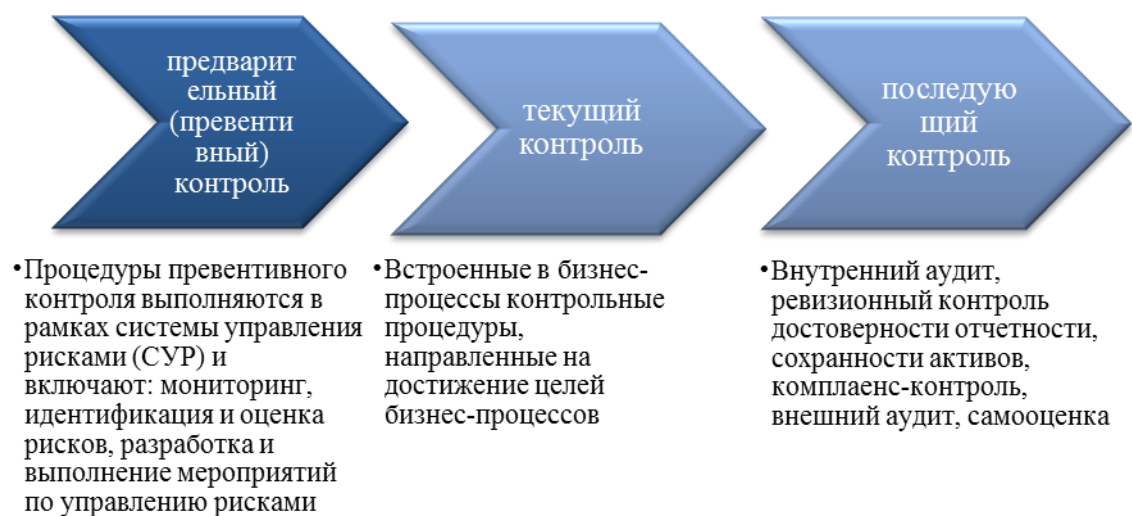 предварит
ельный
(превенти
вный)
контроль
текущий
контроль
последую
щий
контроль
•Процедуры превентивного
контроля выполняются в
рамках системы управления
рисками (СУР) и
включают: мониторинг,
идентификация и оценка
рисков, разработка и
выполнение мероприятий
по управлению рисками
•Встроенные в бизнес-
процессы контрольные
процедуры,
направленные на
достижение целей
бизнес-процессов
•Внутренний аудит,
ревизионный контроль
достоверности отчетности,
сохранности активов,
комплаенс-контроль,
внешний аудит, самооценка